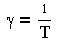 γ = 1/T